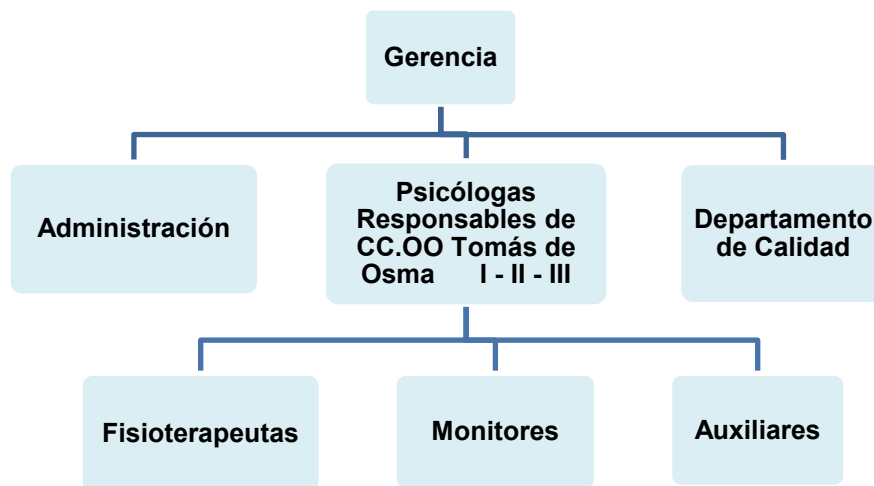 Gerencia
Administración
Psicólogas
Responsables de
CC.OO Tomás de
Osma I - II - III
Departamento
de Calidad
Fisioterapeutas
Monitores
Auxiliares